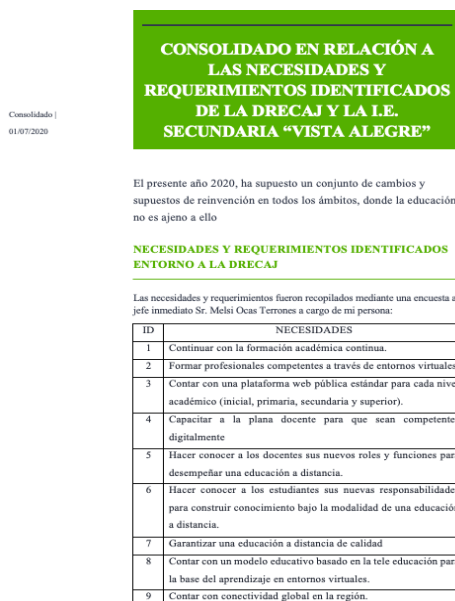 CONSOLIDADO EN RELACIÓN A
LAS NECESIDADES Y
REQUERIMIENTOS IDENTIFICADOS
DE LA DRECAJ Y LA I.E.
SECUNDARIA “VISTA ALEGRE”
Consolidado |
01/07/2020
El presente año 2020, ha supuesto un conjunto de cambios y
supuestos de reinvención en todos los ámbitos, donde la educación
no es ajeno a ello
NECESIDADES Y REQUERIMIENTOS IDENTIFICADOS
ENTORNO A LA DRECAJ
Las necesidades y requerimientos fueron recopilados mediante una encuesta a
jefe inmediato Sr. Melsi Ocas Terrones a cargo de mi persona:
ID NECESIDADES
1 Continuar con la formación académica continua.
2 Formar profesionales competentes a través de entornos virtuales
3 Contar con una plataforma web pública estándar para cada nive
académico (inicial, primaria, secundaria y superior).
4 Capacitar a la plana docente para que sean competente
digitalmente
5 Hacer conocer a los docentes sus nuevos roles y funciones par
desempeñar una educación a distancia.
6 Hacer conocer a los estudiantes sus nuevas responsabilidade
para construir conocimiento bajo la modalidad de una educació
a distancia.
7 Garantizar una educación a distancia de calidad
8 Contar con un modelo educativo basado en la tele educación par
la base del aprendizaje en entornos virtuales.
9 Contar con conectividad global en la región.